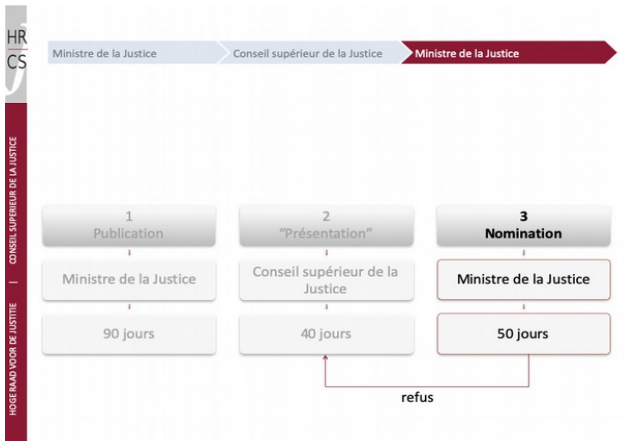 HR
CS
Ministre de la Justice
Conseil supérieur de la Justice
Ministre de la Justice
HOGE RAAD VOOR DE JUSTITIE | CONSEIL SUPERIEUR DE LA JUSTICE
1
Publication
Ministre de la Justice
90 jours
2
"Présentation"
Conseil supérieur de la
Justice
40 jours
3
Nomination
Ministre de la Justice
50 jours
refus